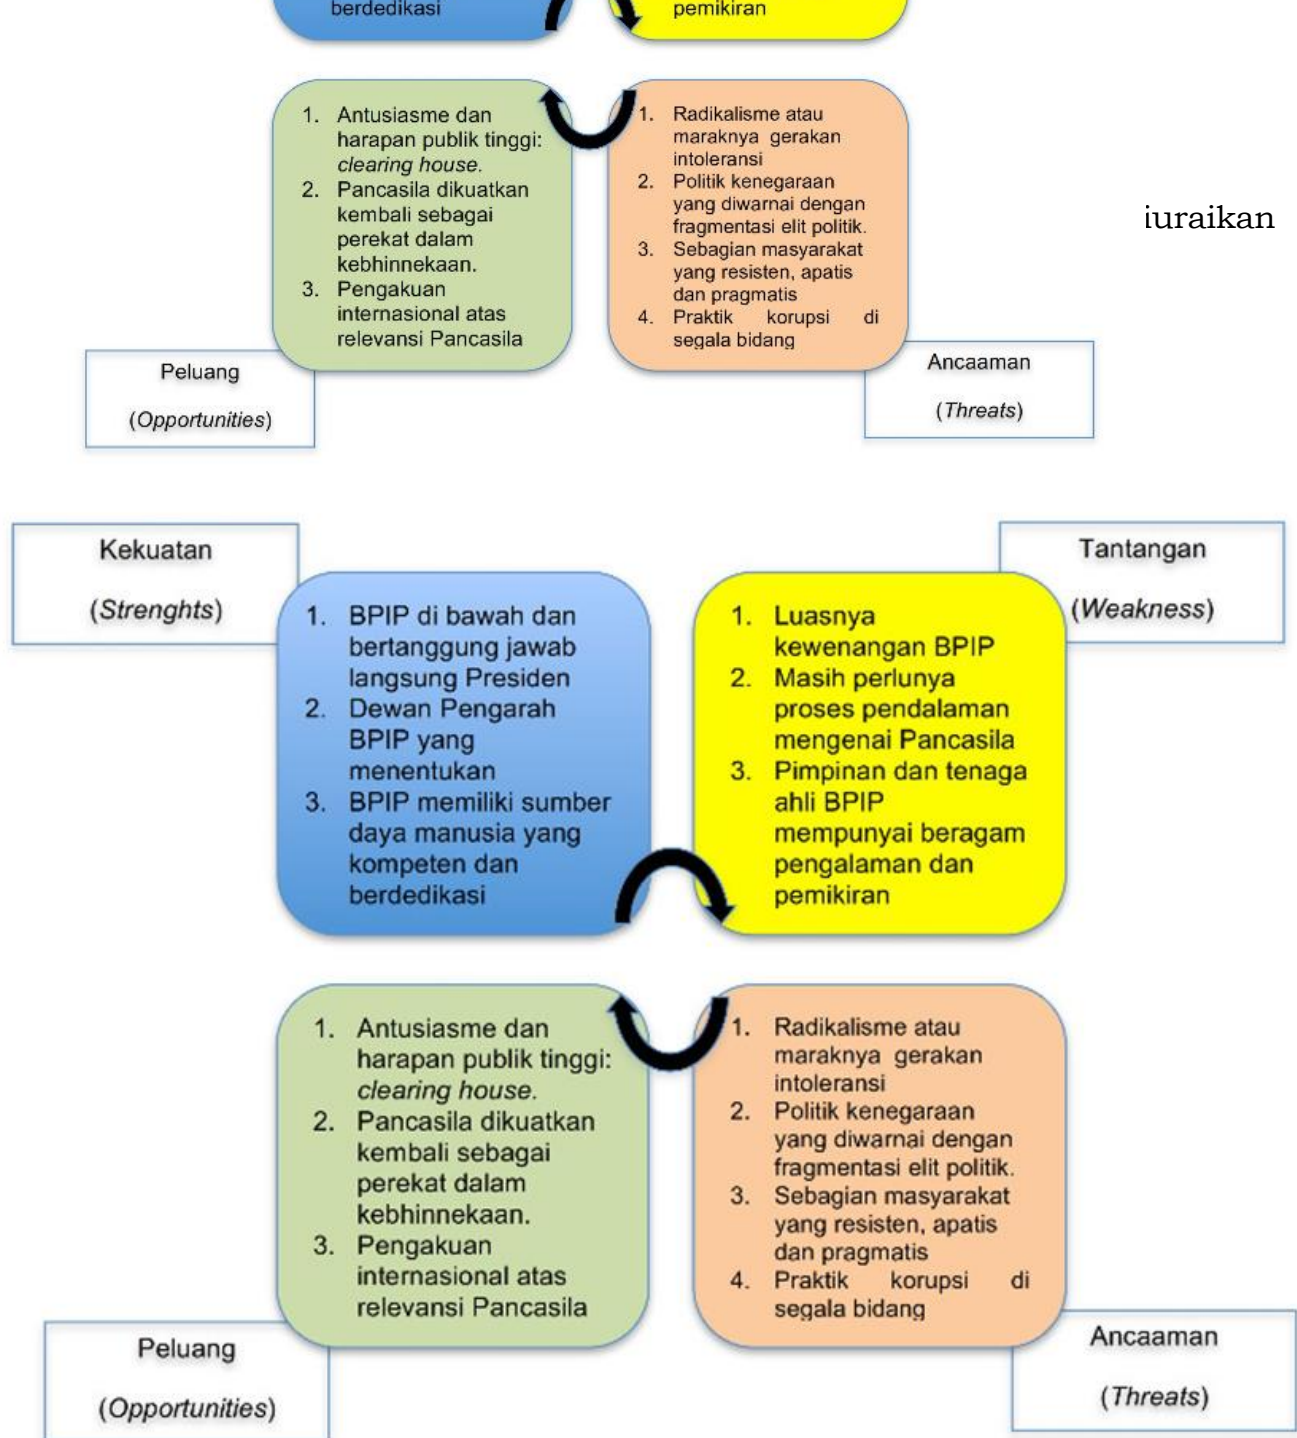 berdedikasi
pemikiran
1. Antusiasme dan
harapan publik tinggi:
clearing house.
2. Pancasila dikuatkan
kembali sebagai
perekat dalam
kebhinnekaan.
3. Pengakuan
internasional atas
relevansi Pancasila
1. Radikalisme atau
maraknya gerakan
intoleransi
2. Politik kenegaraan
yang diwarnai dengan
fragmentasi elit politik.
3. Sebagian masyarakat
yang resisten, apatis
dan pragmatis
4. Praktik korupsi di
segala bidang
iuraikan
Peluang
(Opportunities)
Ancaaman
(Threats)
Kekuatan
(Strenghts)
Tantangan
(Weakness)
1. BPIP di bawah dan
bertanggung jawab
langsung Presiden
2. Dewan Pengarah
BPIP yang
menentukan
3. BPIP memiliki sumber
daya manusia yang
kompeten dan
berdedikasi
1. Luasnya
kewenangan BPIP
2. Masih perlunya
proses pendalaman
mengenai Pancasila
3. Pimpinan dan tenaga
ahli BPIP
mempunyai beragam
pengalaman dan
pemikiran
1. Antusiasme dan
harapan publik tinggi:
clearing house.
2. Pancasila dikuatkan
kembali sebagai
perekat dalam
kebhinnekaan.
3. Pengakuan
internasional atas
relevansi Pancasila
1. Radikalisme atau
maraknya gerakan
intoleransi
2. Politik kenegaraan
yang diwarnai dengan
fragmentasi elit politik.
3. Sebagian masyarakat
yang resisten, apatis
dan pragmatis
4. Praktik korupsi di
segala bidang
Peluang
(Opportunities)
Ancaaman
(Threats)